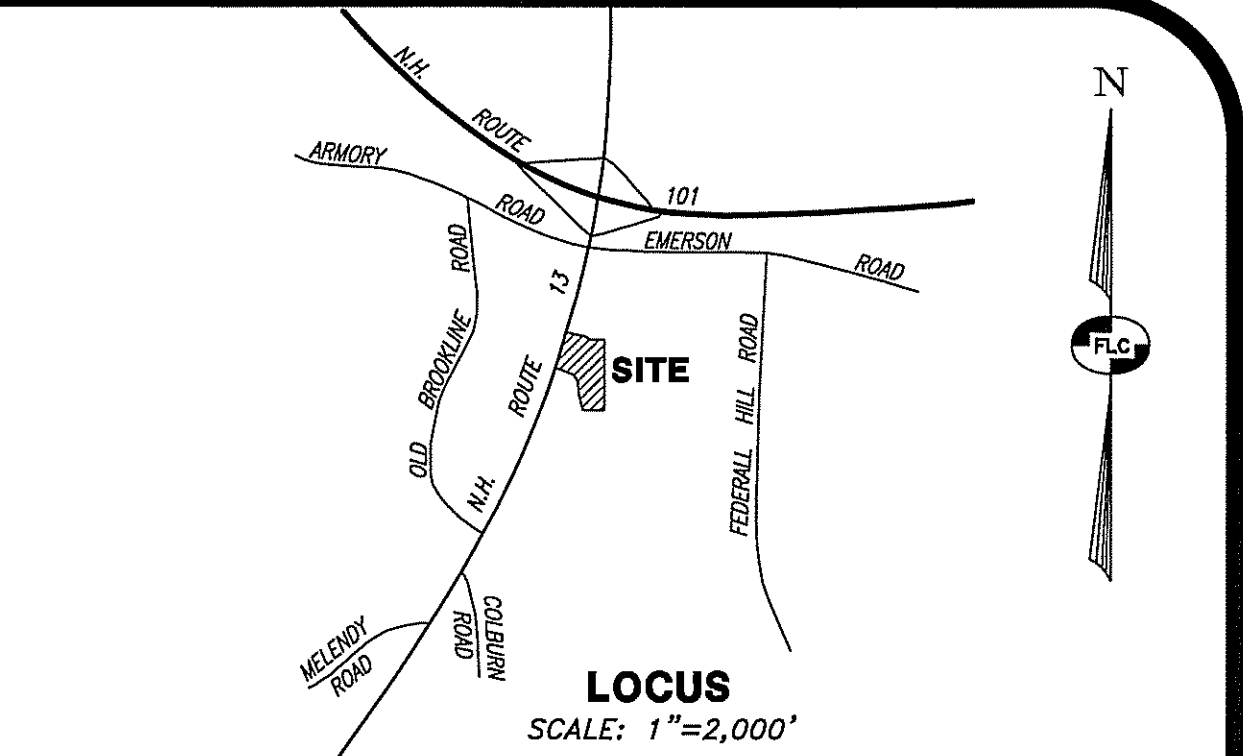 N
N.H. ROUTE 101
ARMORY ROAD
EMERSON ROAD
OLD BROOKLINE ROAD
N.H. ROUTE 13
SITE
FEDERALL HILL ROAD
FLC
MELENDY ROAD
COLBURN ROAD
LOCUS
SCALE: 1"=2,000'